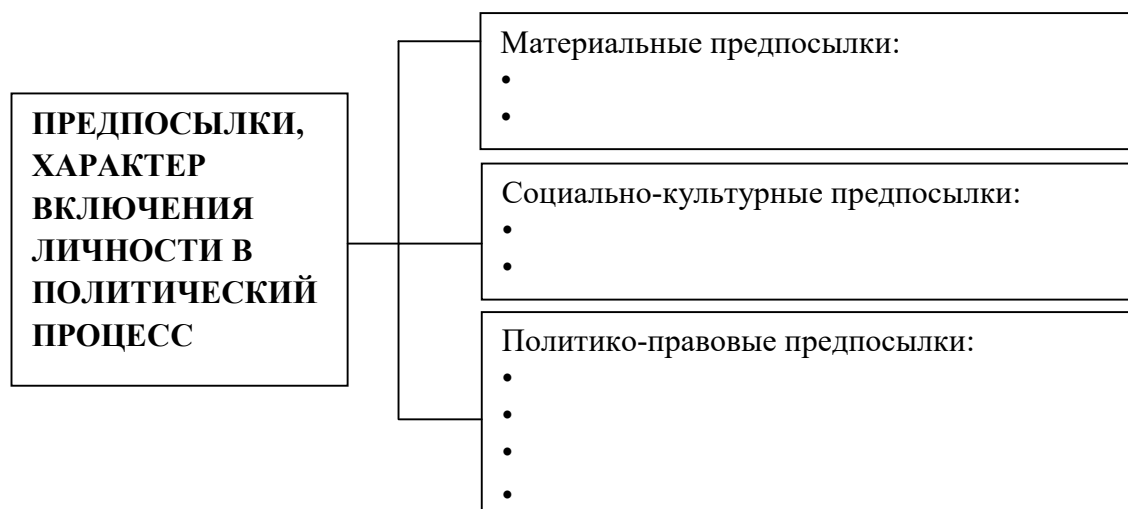 ПРЕДПОСЫЛКИ,
ХАРАКТЕР
ВКЛЮЧЕНИЯ
ЛИЧНОСТИ В
ПОЛИТИЧЕСКИЙ
ПРОЦЕСС
Материальные предпосылки:
•
•
Социально-культурные предпосылки:
•
•
Политико-правовые предпосылки:
•
•
•
•